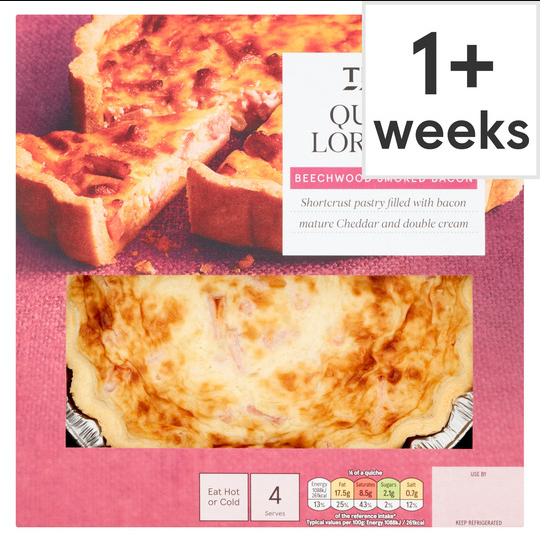 1+
weeks
BEECHWOOD SMOKED BACON
Shortcrust pastry filled with bacon
mature Cheddar and double cream
Eat Hot
or Cold
4
Serves
¼ of a quiche
Energy
1088kJ
261kcal
13%
Fat
17.5g
25%
Saturates
8.5g
43%
Sugars
2.1g
2%
Salt
0.7g
12%
of the reference intake*.
Typical values per 100g: Energy 1088kJ / 261kcal
USE BY
KEEP REFRIGERATED